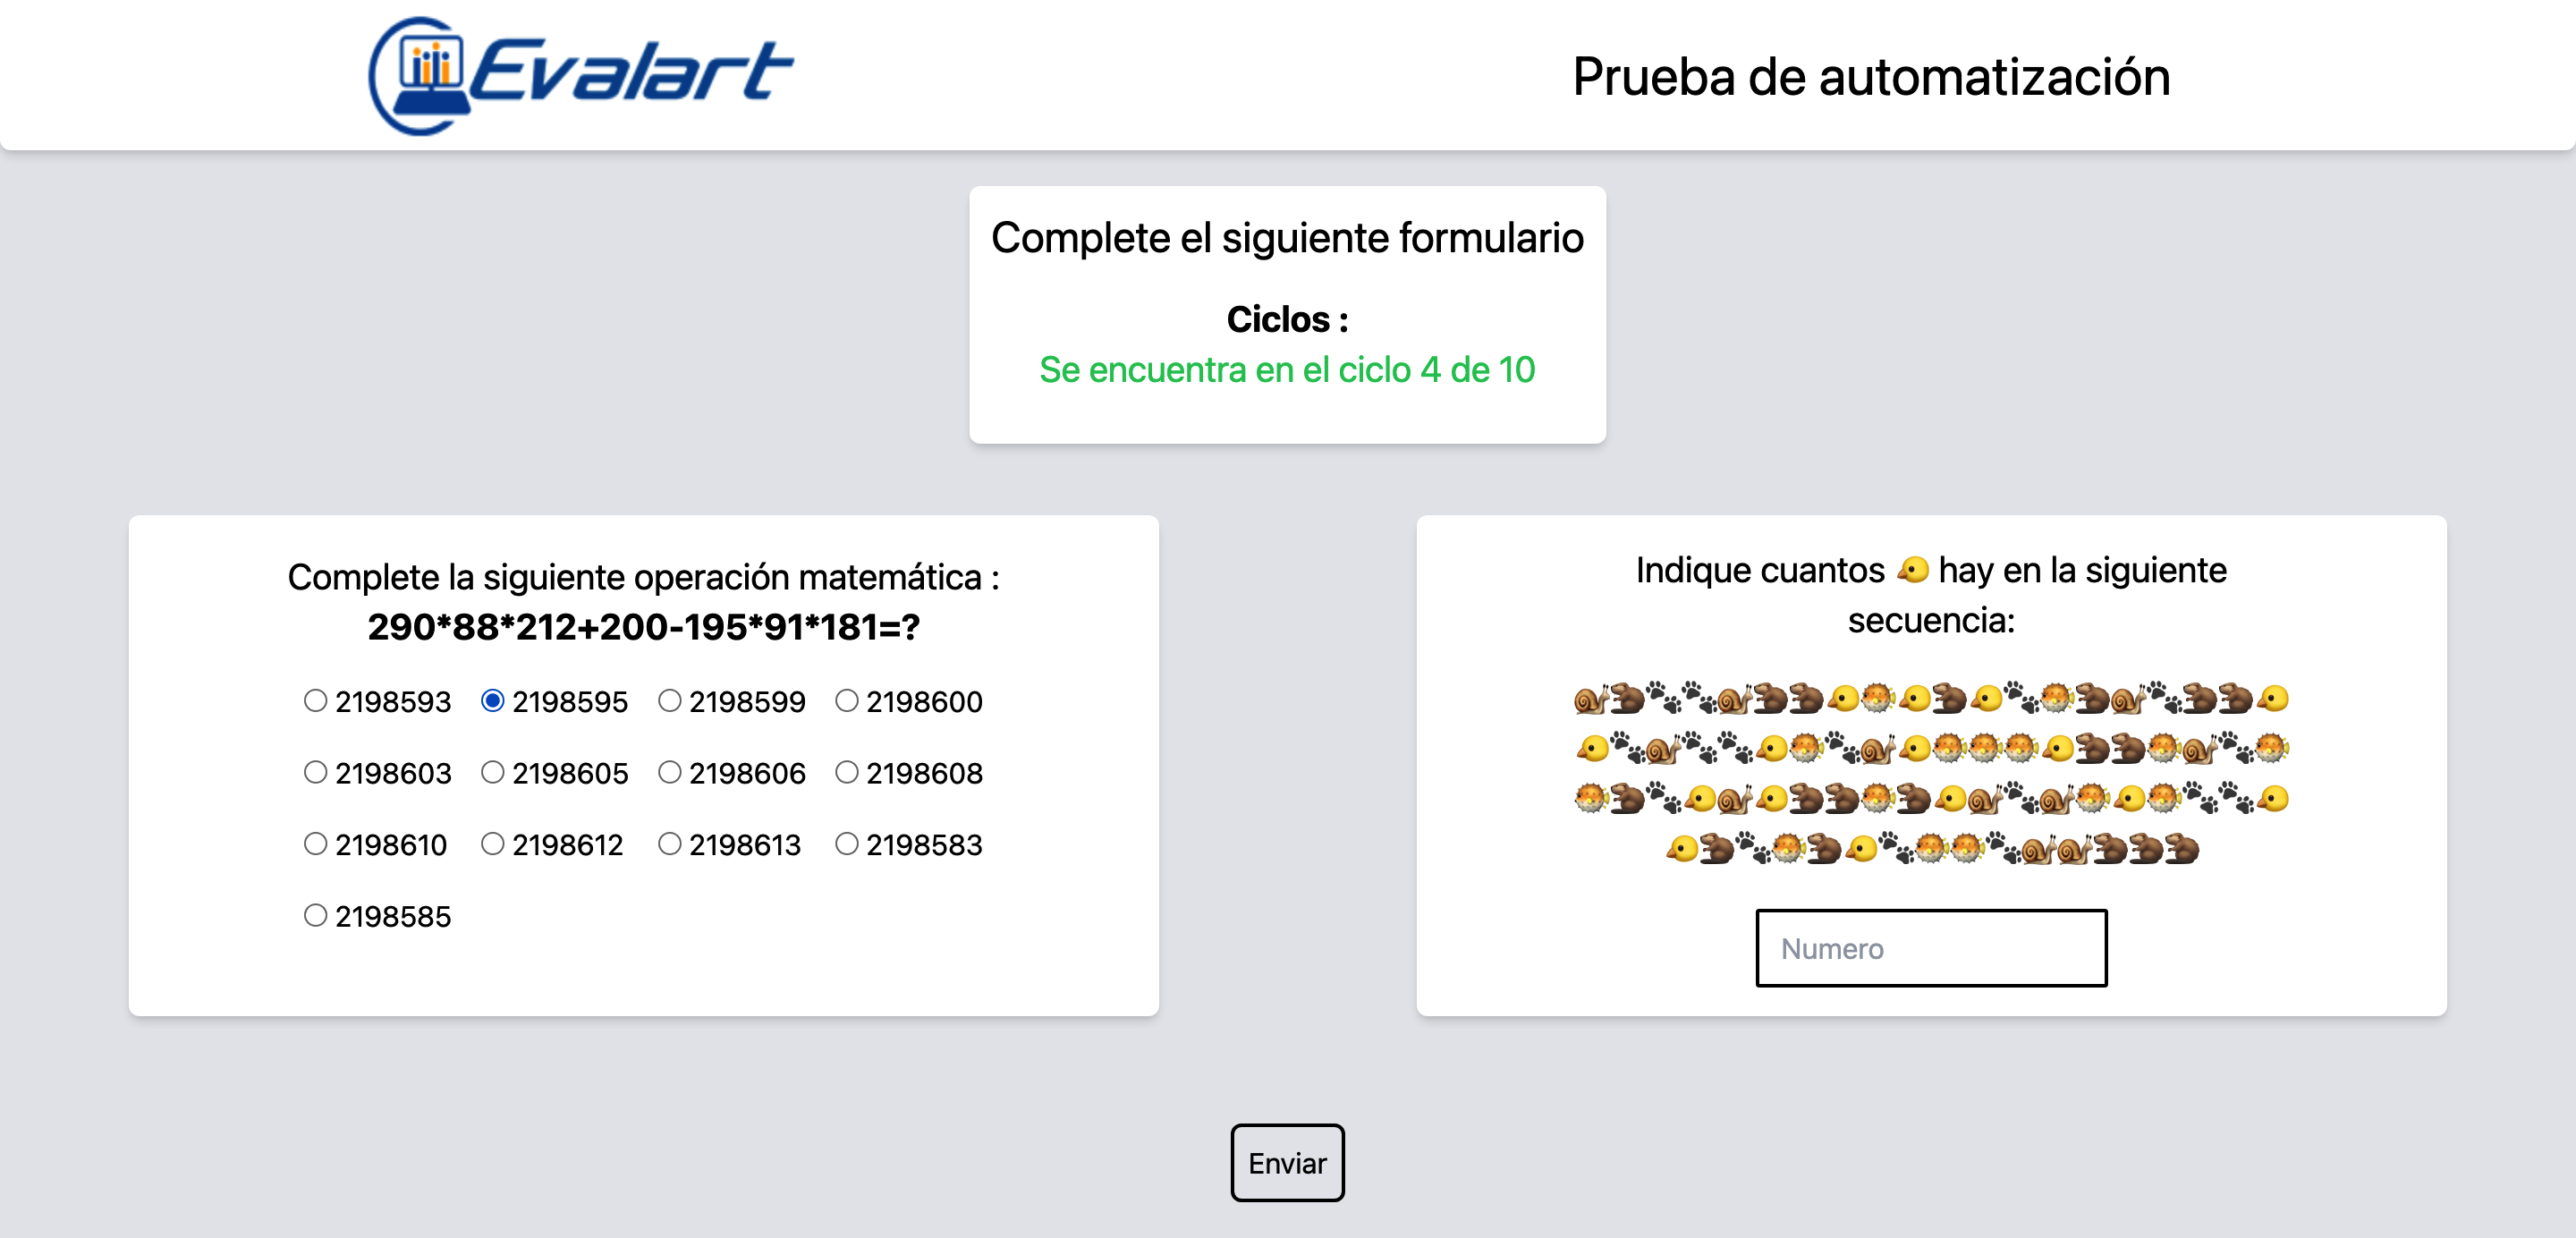 Evalart
Prueba de automatización
Complete el siguiente formulario
Ciclos :
Se encuentra en el ciclo 4 de 10
Complete la siguiente operación matemática :
290*88*212+200-195*91*181=?
2198593 2198595 2198599 2198600
2198603 2198605 2198606 2198608
2198610 2198612 2198613 2198583
2198585
Indique cuantos 🐤 hay en la siguiente
secuencia:
Numero
Enviar